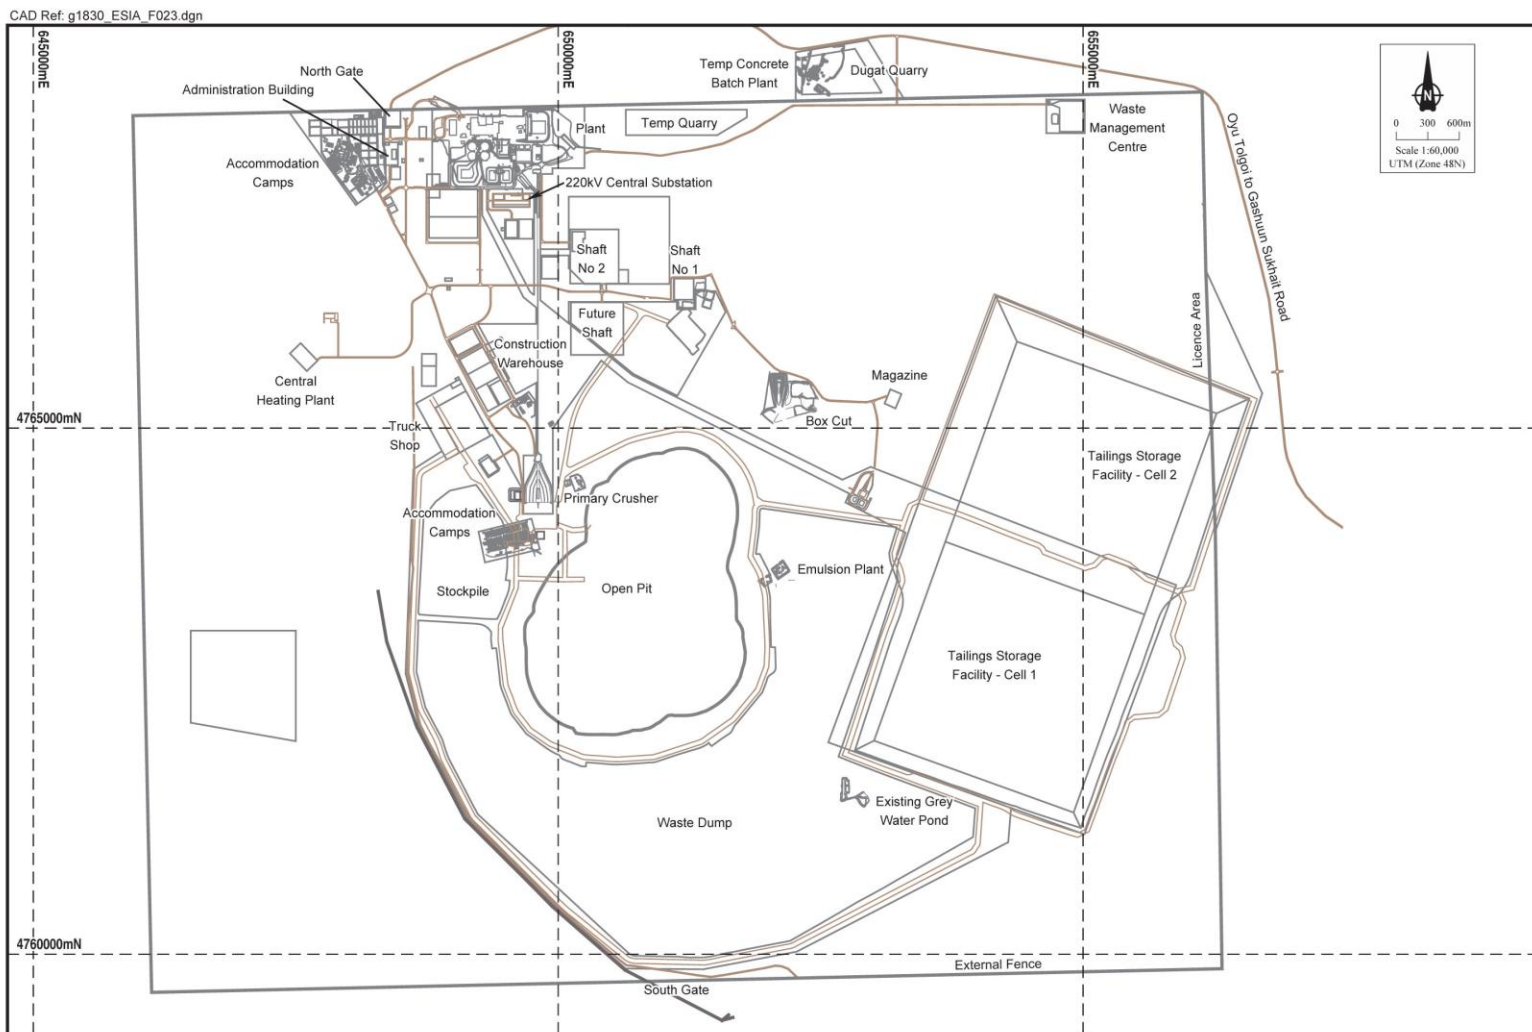 CAD Ref: g1830_ESIA_F023.dgn
645000mE
650000mE
655000mE
North Gate
Administration Building
Accommodation
Camps
Plant
Temp Quarry
Temp Concrete
Batch Plant
Dugat Quarry
Waste
Management
Centre
N
0 300 600m
Scale 1:60,000
UTM (Zone 48N)
Oyu Tolgoi to Gashuun Sukhait Road
Licence Area
220kV Central Substation
Shaft
No 2
Shaft
No 1
Future
Shaft
Construction
Warehouse
Central
Heating Plant
Magazine
Box Cut
4765000mN
Truck
Shop
Tailings Storage
Facility - Cell 2
Primary Crusher
Accommodation
Camps
Emulsion Plant
Stockpile
Open Pit
Tailings Storage
Facility - Cell 1
Existing Grey
Water Pond
Waste Dump
4760000mN
External Fence
South Gate